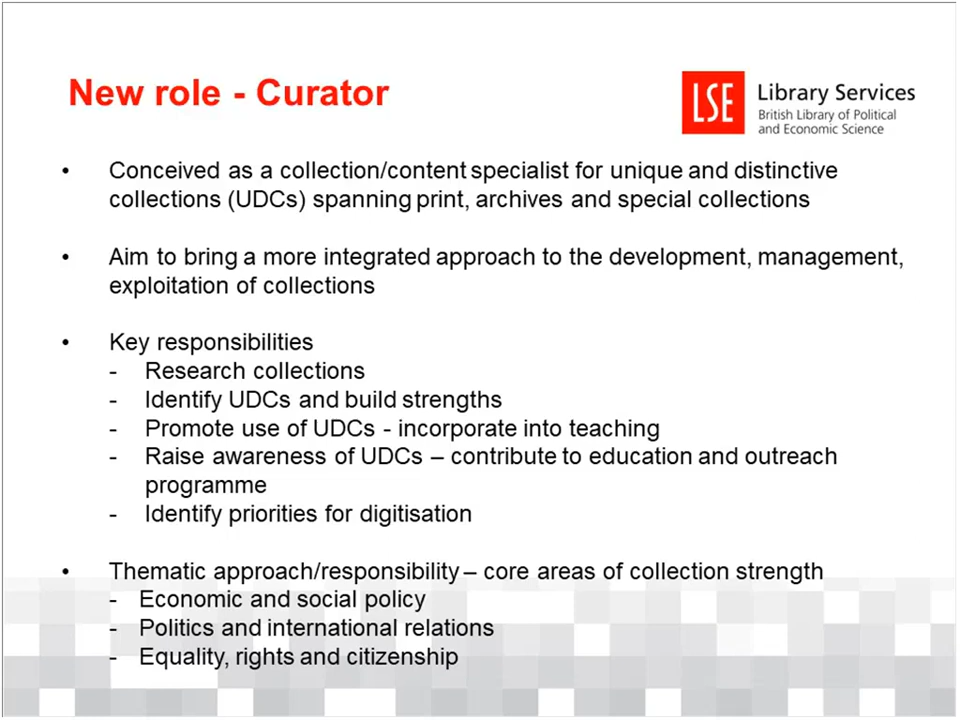 New role - Curator
LSE
Library Services
British Library of Political
and Economic Science
• Conceived as a collection/content specialist for unique and distinctive
collections (UDCs) spanning print, archives and special collections
• Aim to bring a more integrated approach to the development, management,
exploitation of collections
• Key responsibilities
- Research collections
- Identify UDCs and build strengths
- Promote use of UDCs - incorporate into teaching
- Raise awareness of UDCs – contribute to education and outreach
programme
- Identify priorities for digitisation
• Thematic approach/responsibility – core areas of collection strength
- Economic and social policy
- Politics and international relations
- Equality, rights and citizenship